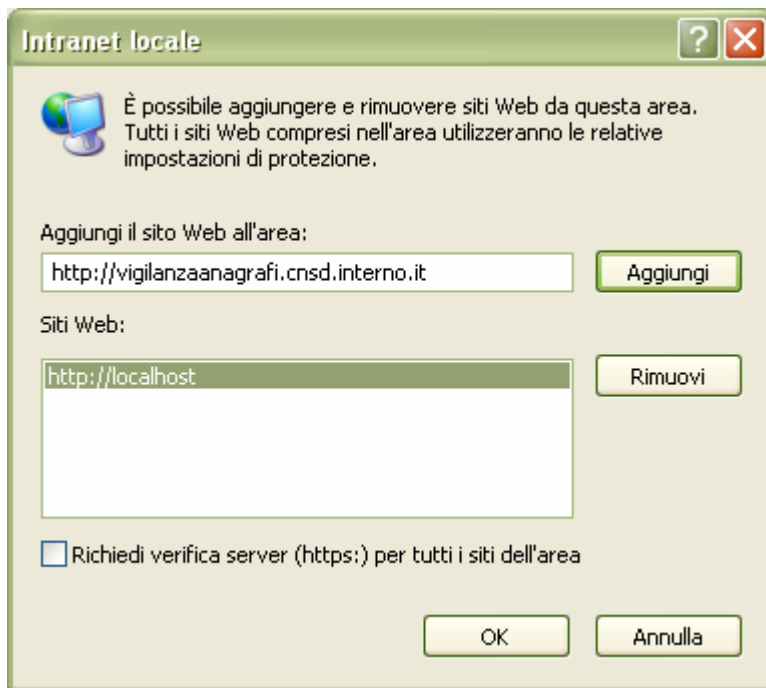 Intranet locale
È possibile aggiungere e rimuovere siti Web da questa area.
Tutti i siti Web compresi nell'area utilizzeranno le relative
impostazioni di protezione.
Aggiungi il sito Web all'area:
http://vigilanzaanagrafi.cnsd.interno.it
Aggiungi
Siti Web:
http://localhost
Rimuovi
Richiedi verifica server (https:) per tutti i siti dell'area
OK
Annulla